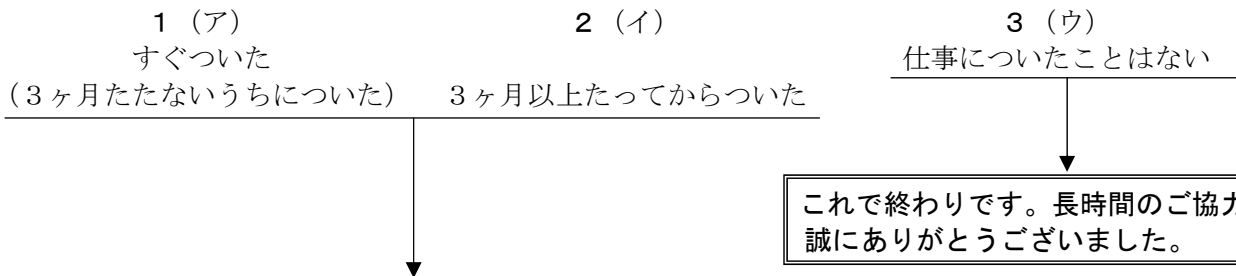 1 (ア) 2 (イ) 3 (ウ)
すぐついた 仕事についたことはない
(3ヶ月たたないうちについた) 3ヶ月以上たってからついた
これで終わりです。長時間のご協力
誠にありがとうございました。